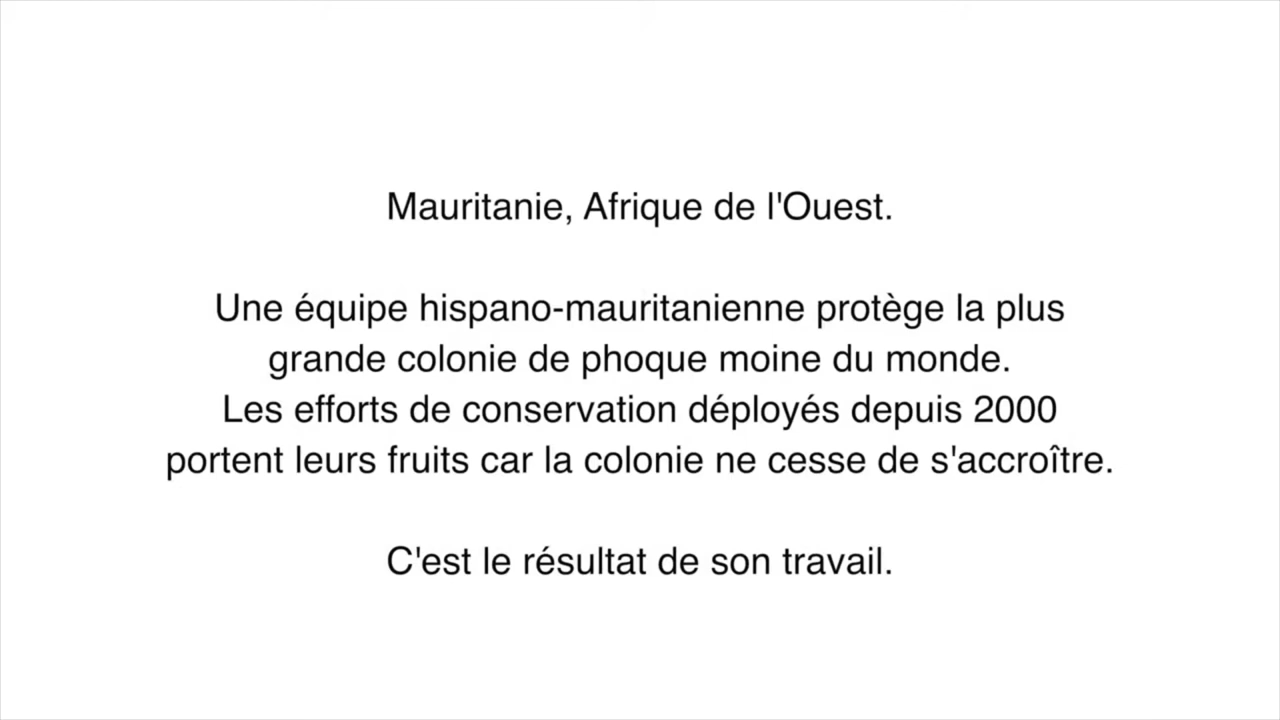 Mauritanie, Afrique de l'Ouest.
Une équipe hispano-mauritanienne protège la plus
grande colonie de phoque moine du monde.
Les efforts de conservation déployés depuis 2000
portent leurs fruits car la colonie ne cesse de s'accroître.
C'est le résultat de son travail.